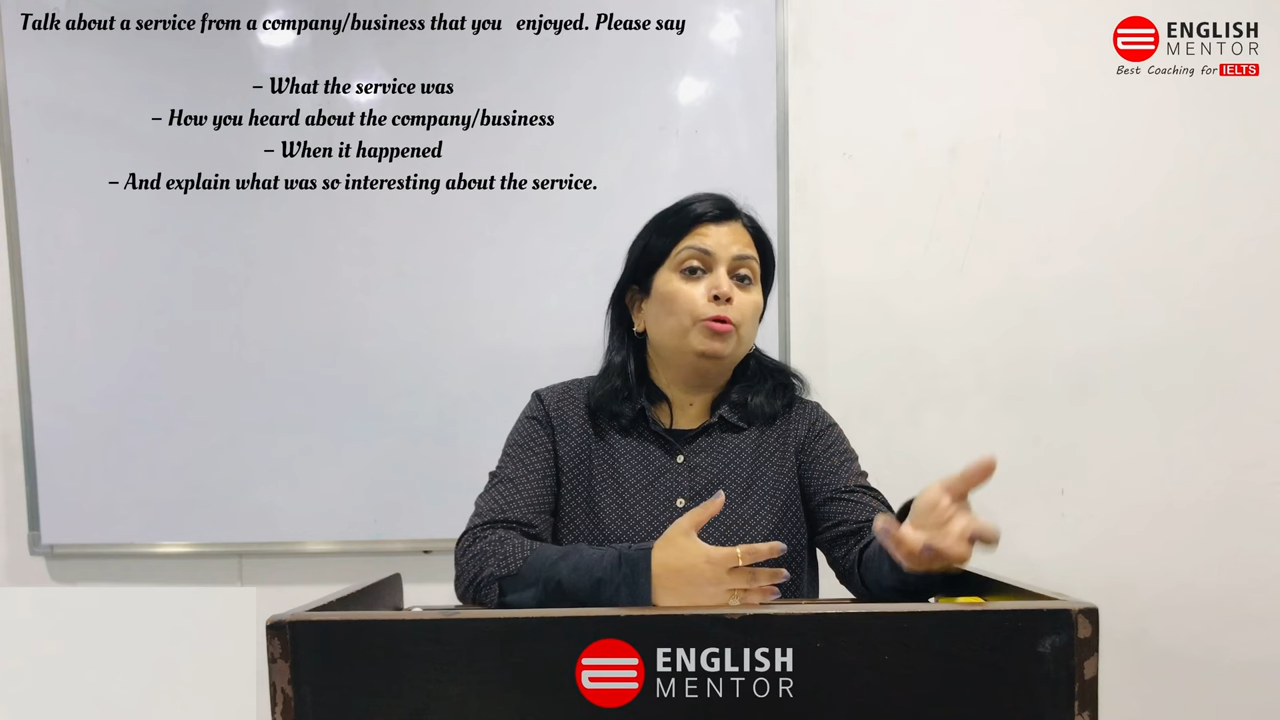 Talk about a service from a company/business that you enjoyed. Please say
– What the service was
– How you heard about the company/business
– When it happened
– And explain what was so interesting about the service.
ENGLISH
MENTOR
Best Coaching for IELTS
ENGLISH
MENTOR